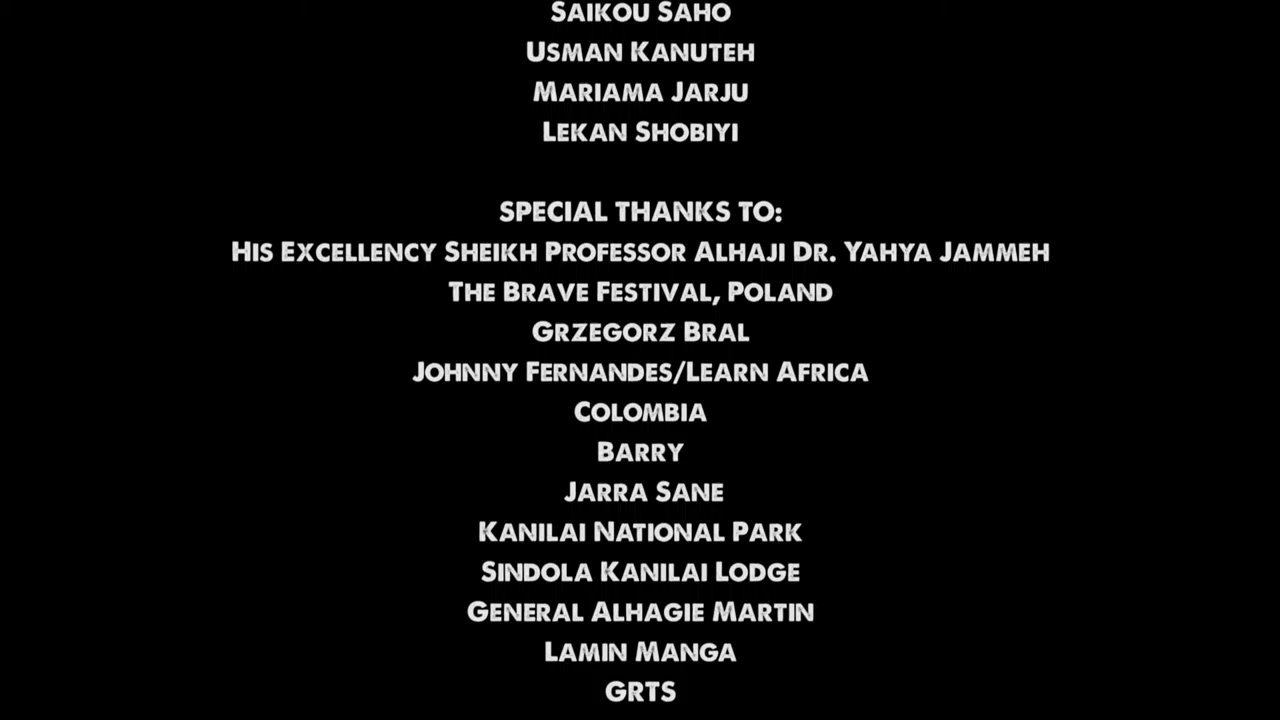 Saikou Saho
Usman Kanuteh
Mariama Jarju
Lekan Shobiyi
SPECIAL THANKS TO:
His Excellency Sheikh Professor Alhaji Dr. Yahya Jammeh
The Brave Festival, Poland
Grzegorz Bral
Johnny Fernandes/Learn Africa
Colombia
Barry
Jarra Sane
Kanilai National Park
Sindola Kanilai Lodge
General Alhagie Martin
Lamin Manga
GRTS